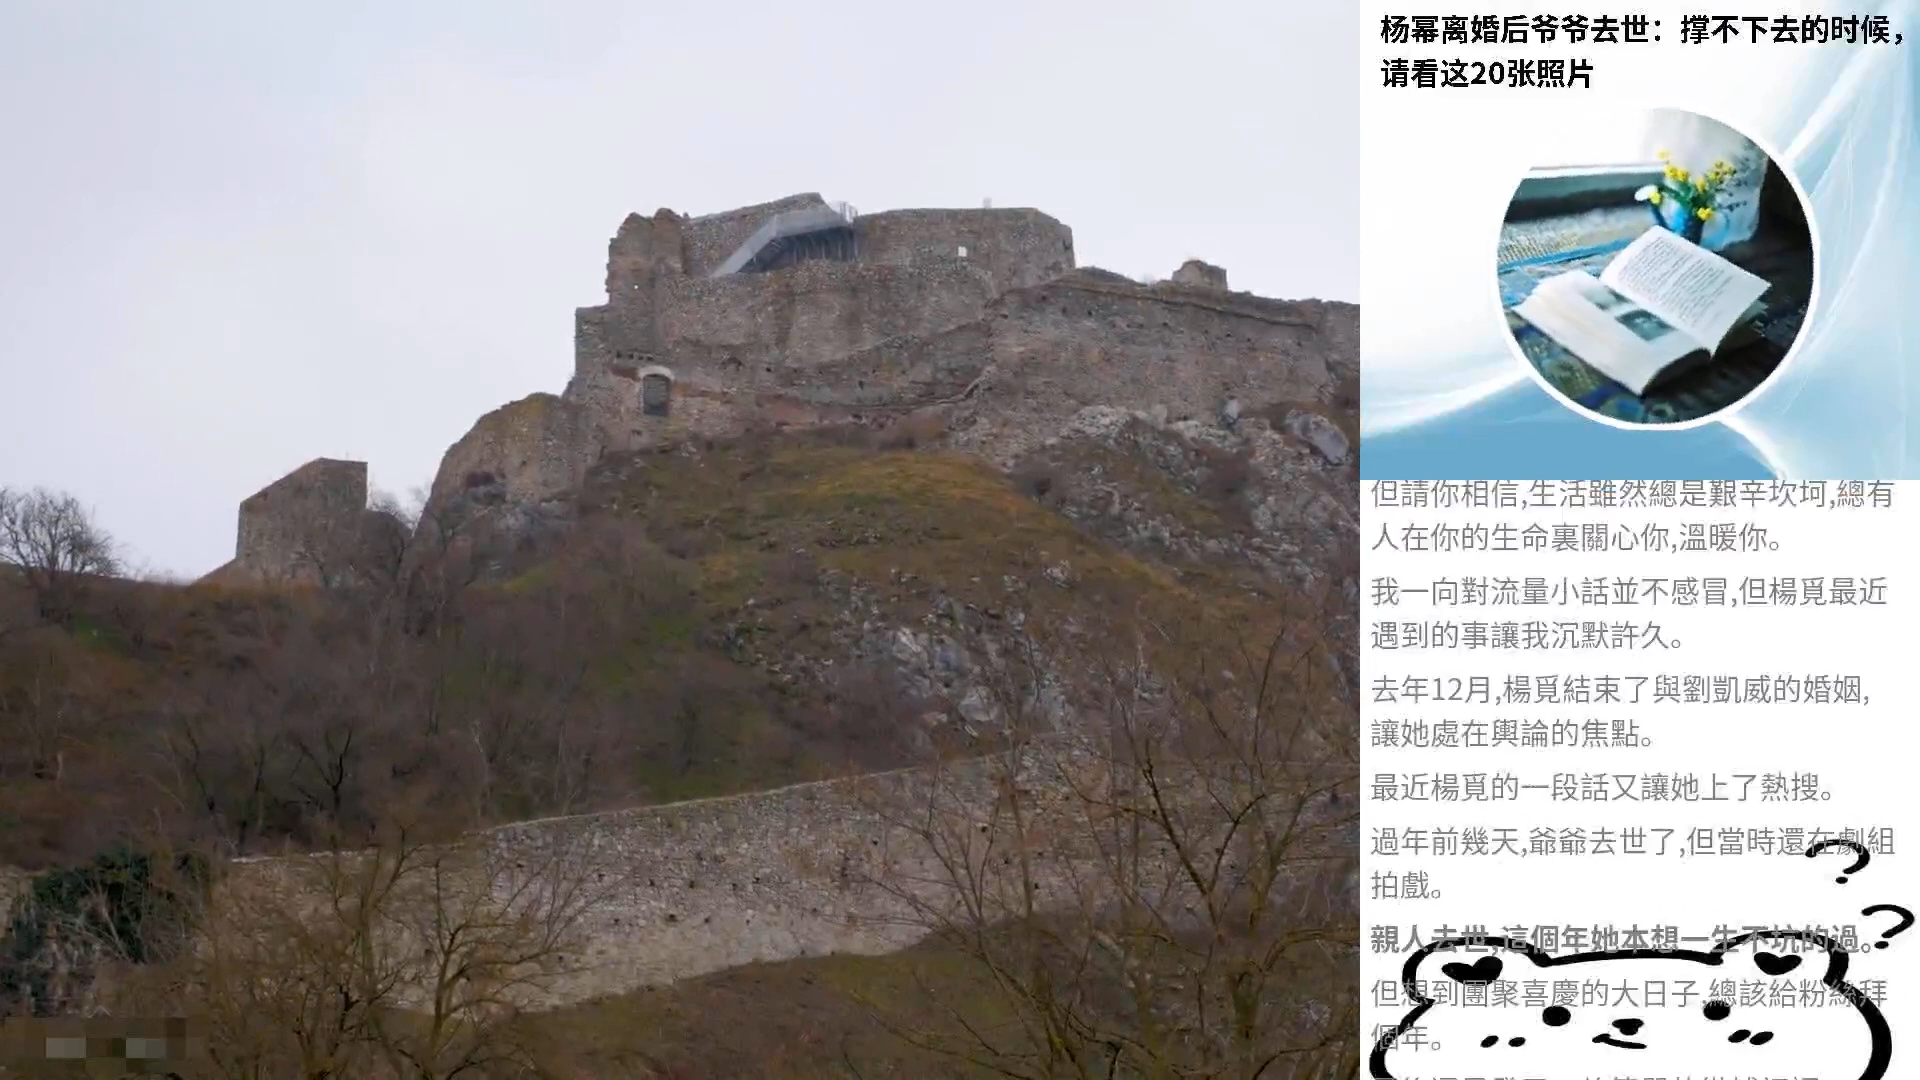 杨幂离婚后爷爷去世：撑不下去的时候，
请看这20张照片
但請你相信,生活雖然總是艱辛坎坷,總有
人在你的生命裏關心你,溫暖你。
我一向對流量小話並不感冒,但楊覓最近
遇到的事讓我沉默許久。
去年12月,楊覓結束了與劉凱威的婚姻,
讓她處在輿論的焦點。
最近楊覓的一段話又讓她上了熱搜。
過年前幾天,爺爺去世了,但當時還在劇組
拍戲。
親人去世,這個年她本想一生不坑的過。
但想到團聚喜慶的大日子,總該給粉絲拜
個年。